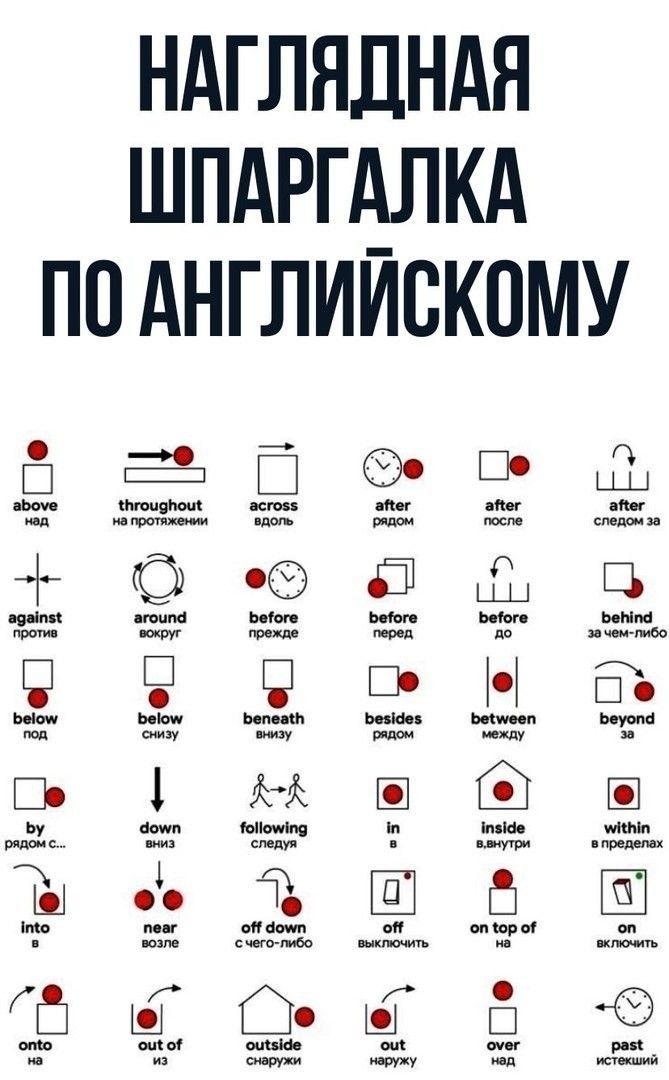 НАГЛЯДНАЯ
ШПАРГАЛКА
ПО АНГЛИЙСКОМУ
above
над
throughout
на протяжении
across
вдоль
after
рядом
after
после
after
следом за
against
против
around
вокруг
before
прежде
before
перед
before
до
behind
за чем-либо
below
под
below
снизу
beneath
внизу
besides
рядом
between
между
beyond
за
by
рядом с...
down
вниз
following
следуя
in
в
inside
в,внутри
within
в пределах
into
в
near
возле
off down
с чего-либо
off
выключить
on top of
на
on
включить
onto
на
out of
из
outside
снаружи
out
наружу
over
над
past
истекший